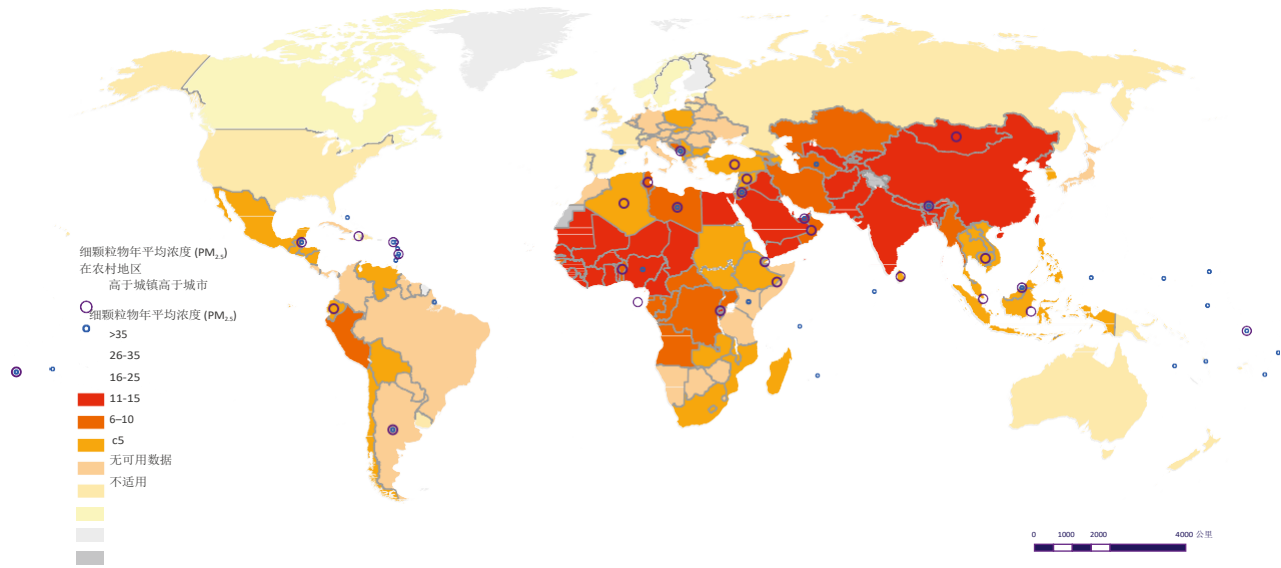 细颗粒物年平均浓度 (PM2.5)
在农村地区
高于城镇高于城市
细颗粒物年平均浓度 (PM2.5)
>35
26-35
16-25
11-15
6–10
c5
无可用数据
不适用
0 1000 2000 4000 公里